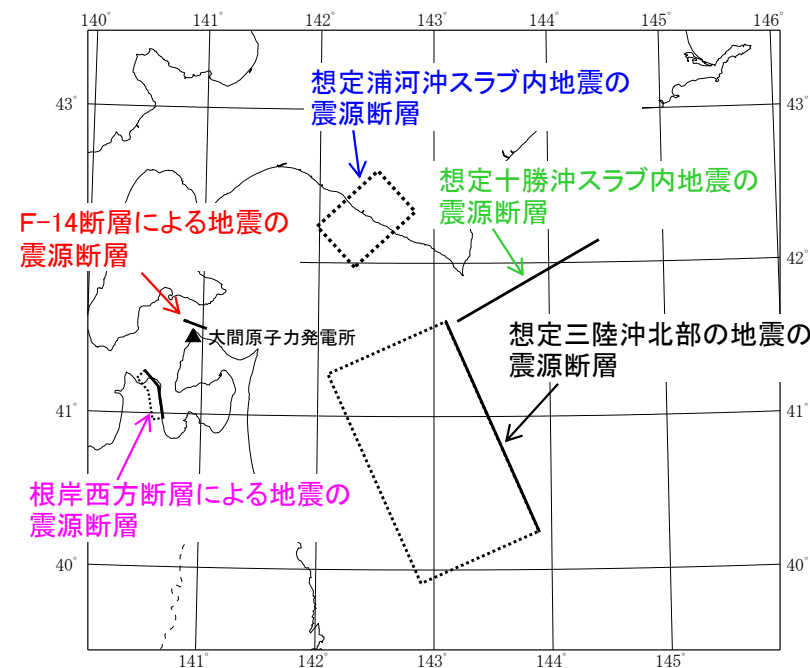 140° 141° 142° 143° 144° 145° 146°
想定浦河沖スラブ内地震の
震源断層
43° 43°
想定十勝沖スラブ内地震の
震源断層
F-14断層による地震の
震源断層
42° 42°
大間原子力発電所
想定三陸沖北部の地震の
震源断層
41° 41°
根岸西方断層による地震の
震源断層
40° 40°
141° 142° 143° 144° 145°